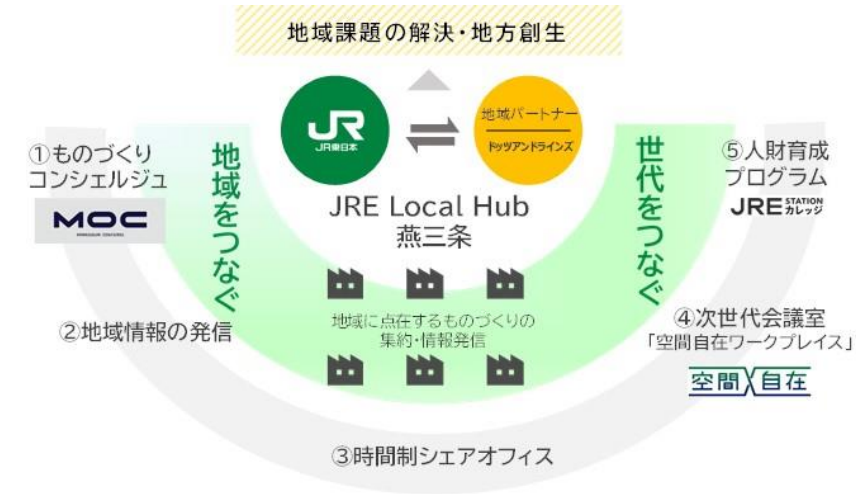 地域課題の解決・地方創生
JR
JR東日本
地域パートナー
ドッツアンドラインズ
JRE Local Hub
燕三条
①ものづくり
コンシェルジュ
MOC
地域をつなぐ
②地域情報の発信
地域に点在するものづくりの
集約・情報発信
世代をつなぐ
⑤人財育成
プログラム
JRE STATION
カレッジ
④次世代会議室
「空間自在ワークプレイス」
空間自在
③時間制シェアオフィス